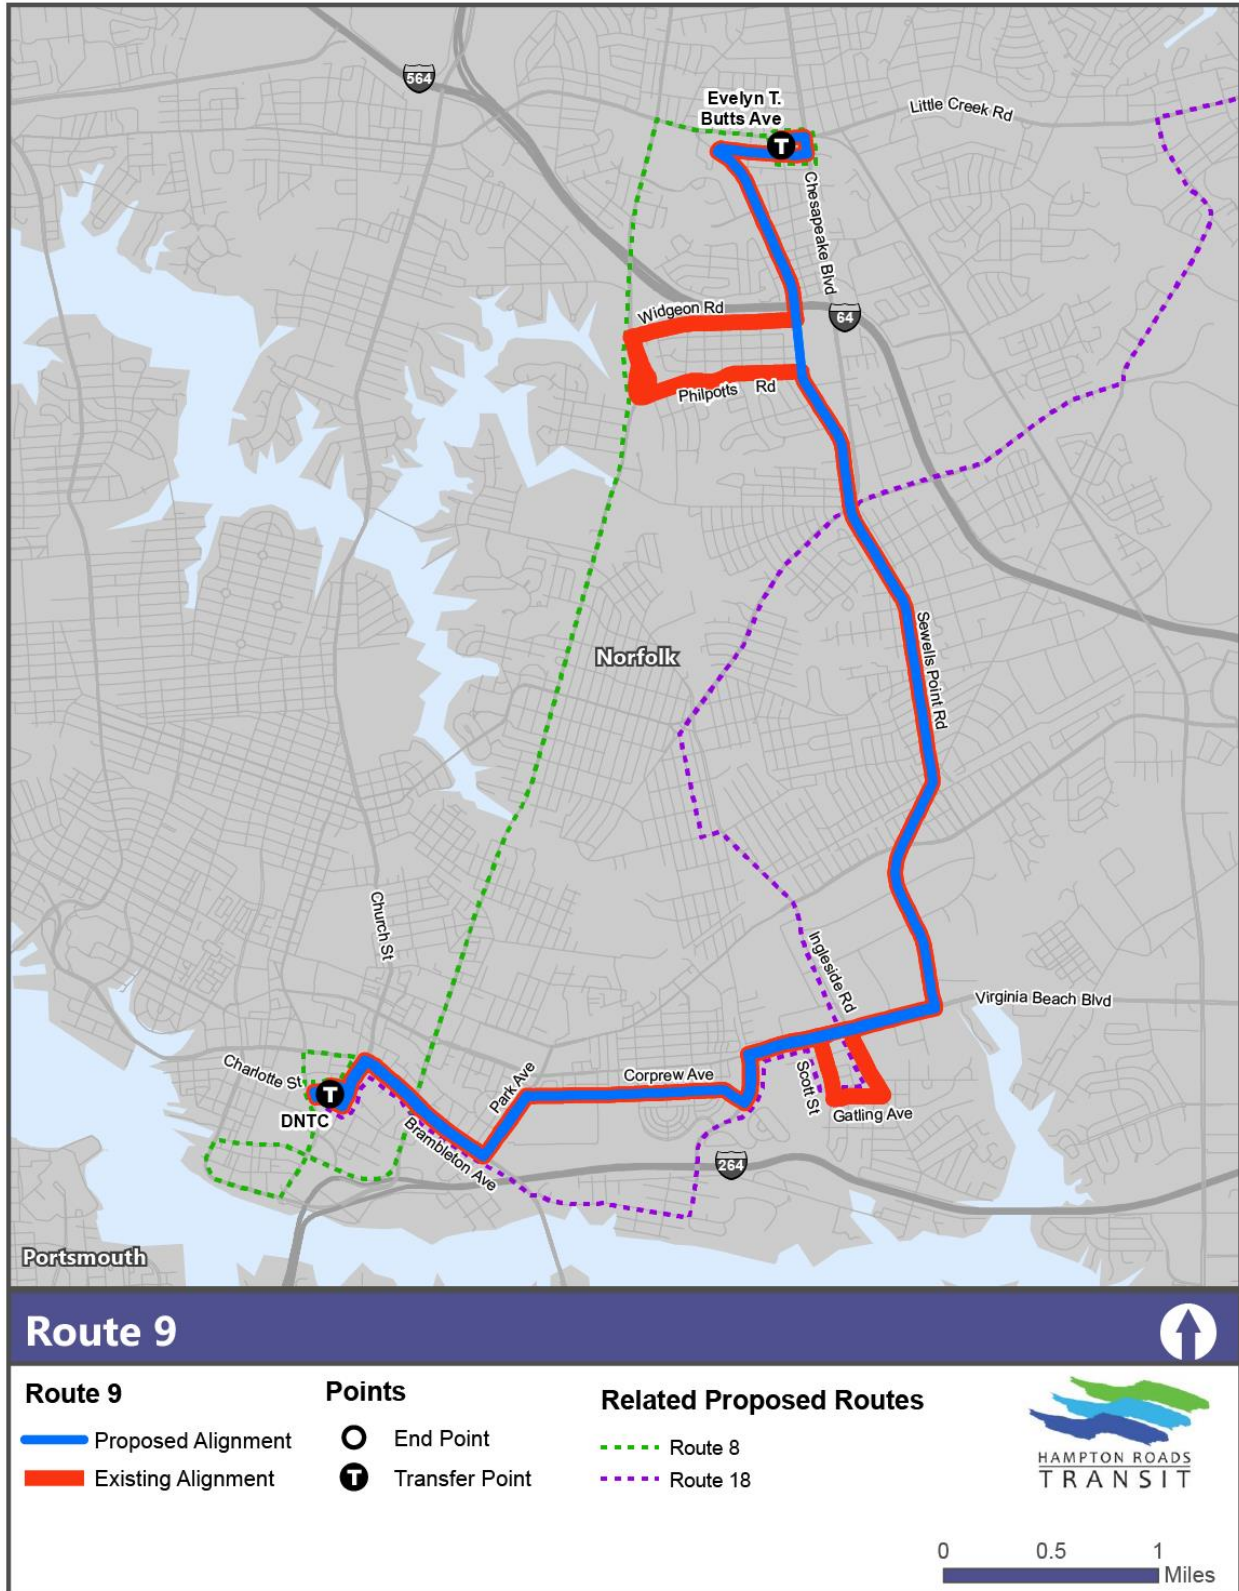 564
Evelyn T.
Butts Ave
T
Little Creek Rd
Chesapeake Blvd
Widgeon Rd
64
Philpotts Rd
Norfolk
Sewells Point Rd
Church St
Ingleside Rd
Virginia Beach Blvd
Charlotte St
T
DNTC
Park Ave
Corprew Ave
Scott St
Gatling Ave
Brambleton Ave
264
Portsmouth
Route 9
Route 9
Proposed Alignment
Existing Alignment
Points
End Point
T Transfer Point
Related Proposed Routes
Route 8
Route 18
HAMPTON ROADS
TRANSIT
0 0.5 1
Miles